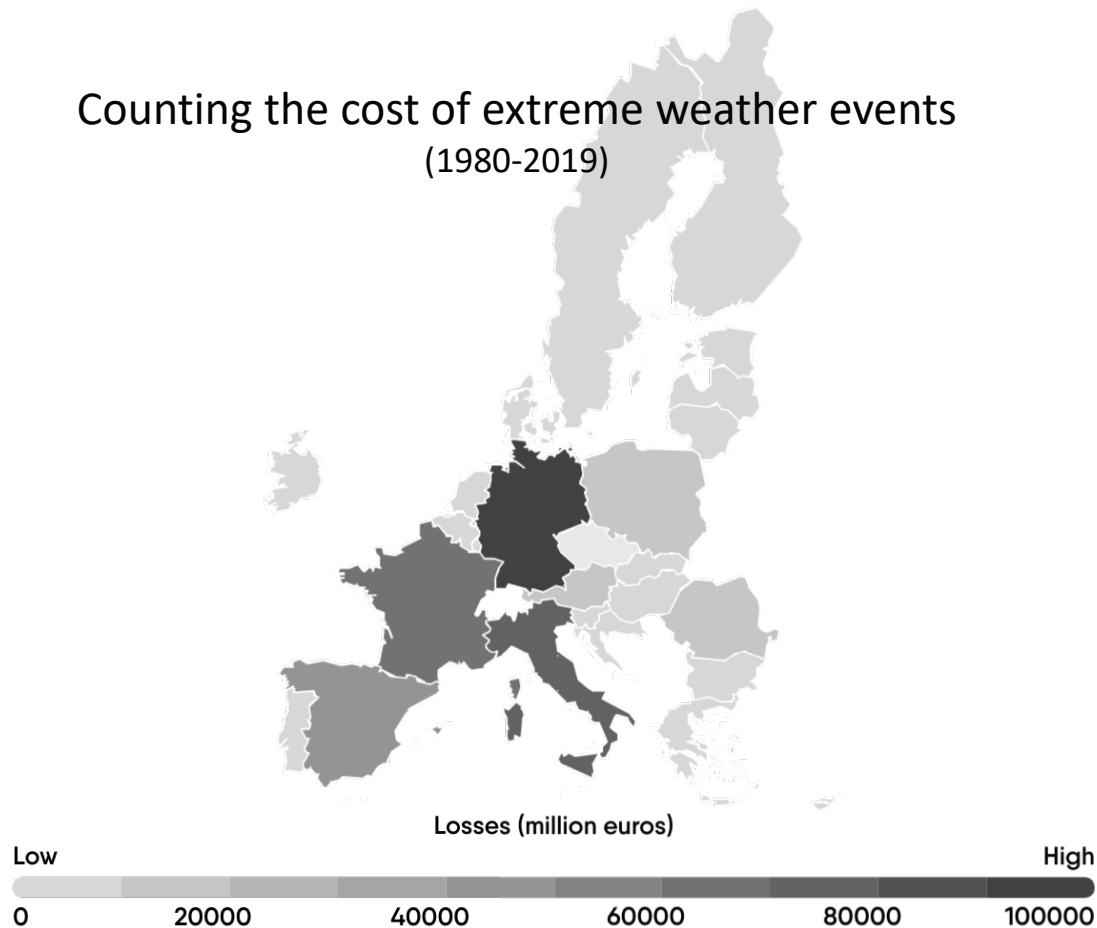 Counting the cost of extreme weather events
(1980-2019)
Losses (million euros)
Low High
0 20000 40000 60000 80000 100000